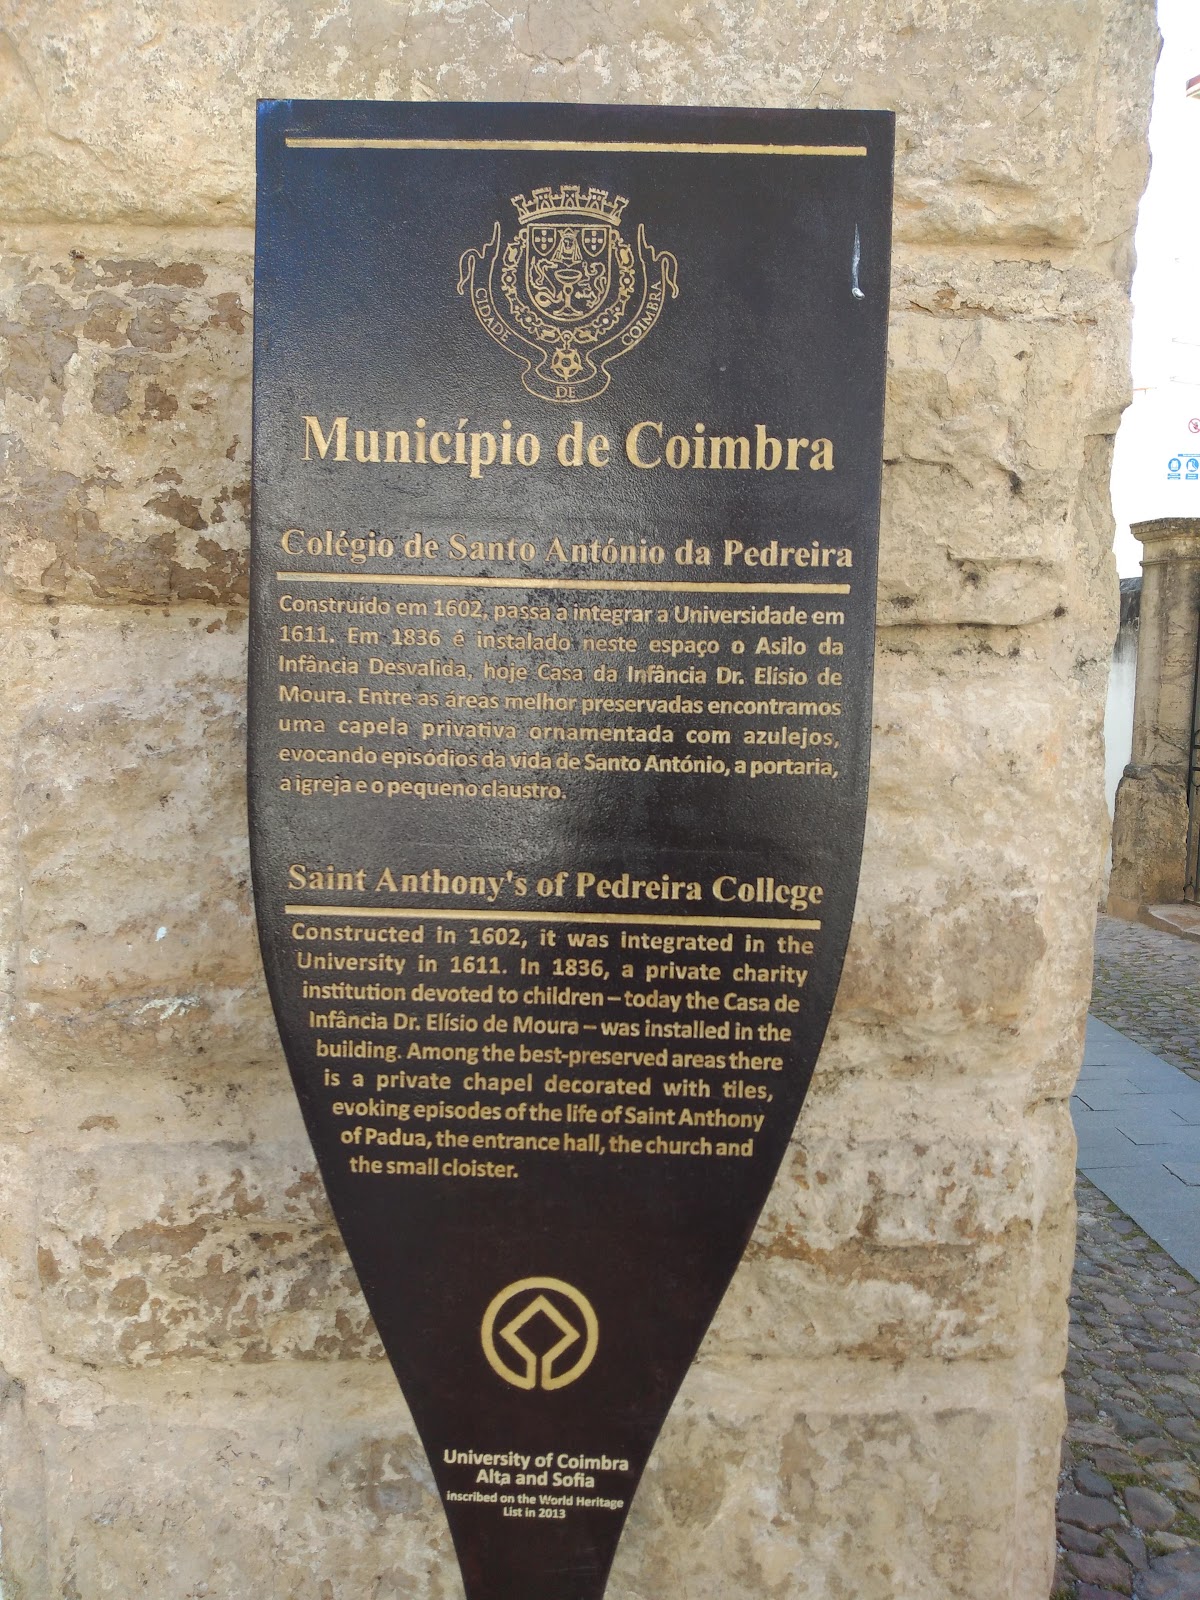 CIDADE DE COIMBRA
Município de Coimbra
Colégio de Santo António da Pedreira
Construído em 1602, passa a integrar a Universidade em
1611. Em 1836 é instalado neste espaço o Asilo da
Infância Desvalida, hoje Casa da Infância Dr. Elísio de
Moura. Entre as áreas melhor preservadas encontramos
uma capela privativa ornamentada com azulejos,
evocando episódios da vida de Santo António, a portaria,
a igreja e o pequeno claustro.
Saint Anthony's of Pedreira College
Constructed in 1602, it was integrated in the
University in 1611. In 1836, a private charity
institution devoted to children – today the Casa de
Infância Dr. Elísio de Moura – was installed in the
building. Among the best-preserved areas there
is a private chapel decorated with tiles,
evoking episodes of the life of Saint Anthony
of Padua, the entrance hall, the church and
the small cloister.
University of Coimbra
Alta and Sofia
inscribed on the World Heritage
List in 2013